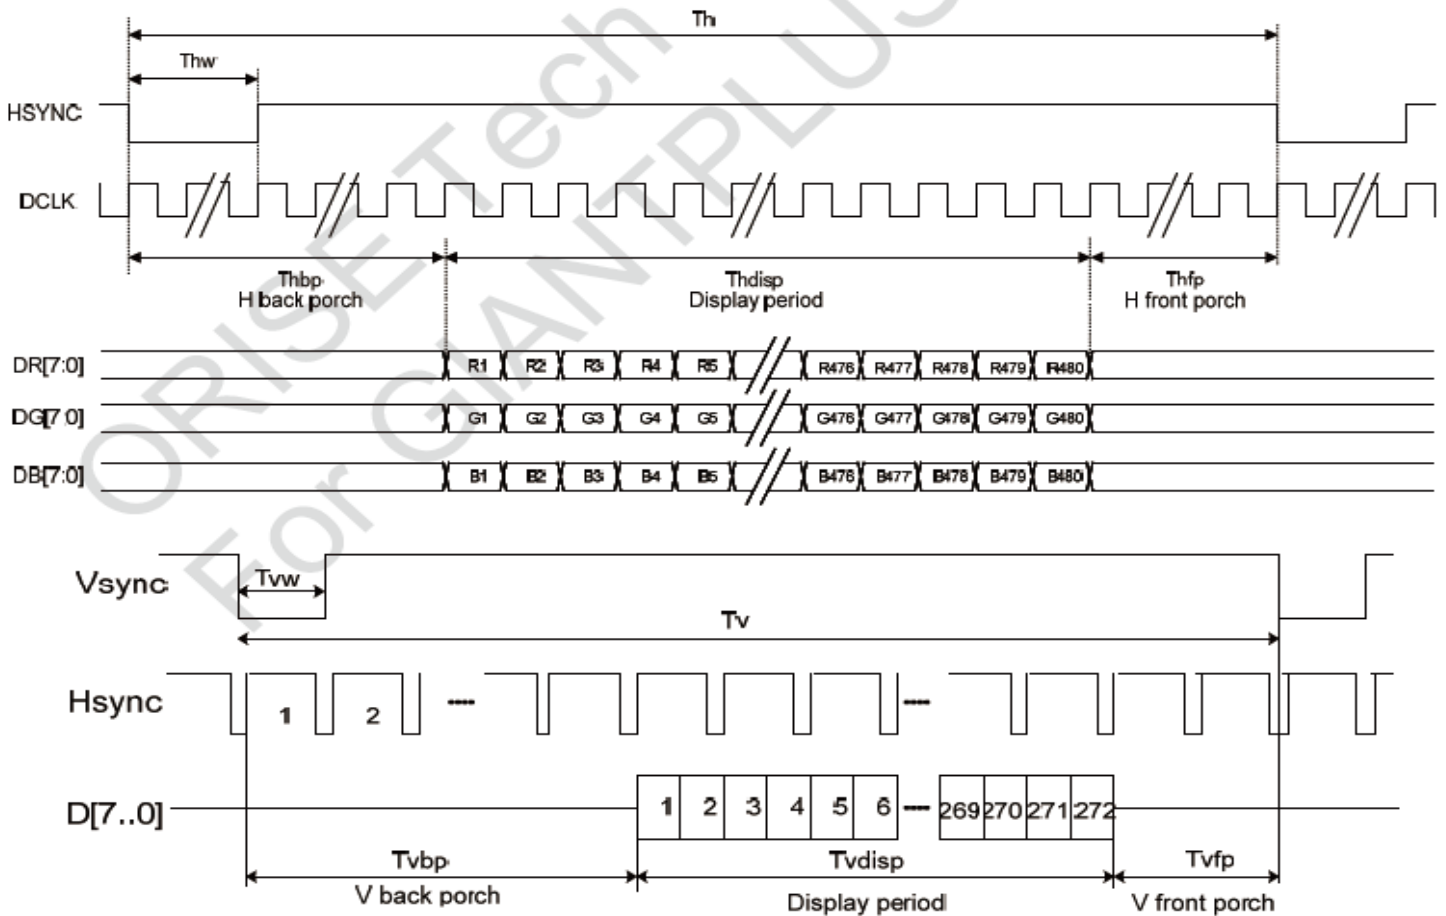 Th
Thw
HSYNC
DCLK
Thbp Thdisp Thfp
H back porch Display period H front porch
DR[7:0] R1 R2 R3 R4 R5 R476 R477 R478 R479 R480
DG[7:0] G1 G2 G3 G4 G5 G476 G477 G478 G479 G480
DB[7:0] B1 B2 B3 B4 B5 B476 B477 B478 B479 B480
ORISE Tech
For GIANTPLUS
Vsync Tvw
Tv
Hsync 1 2 ---- ----
D[7..0] 1 2 3 4 5 6 ---- 269 270 271 272
Tvbp Tvdisp Tvfp
V back porch Display period V front porch